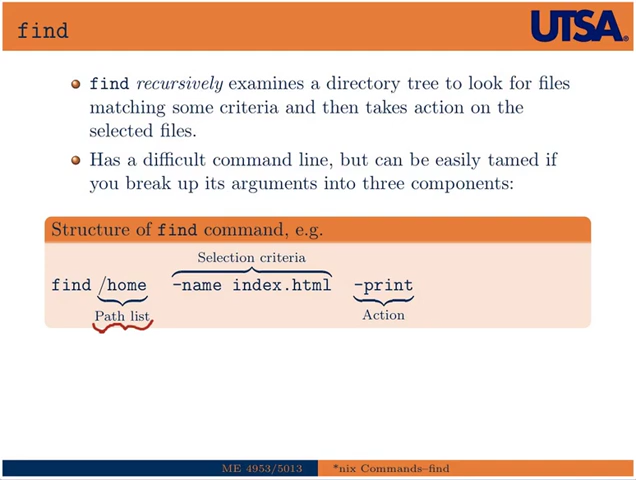 find
UTSA®
find recursively examines a directory tree to look for files
matching some criteria and then takes action on the
selected files.
Has a difficult command line, but can be easily tamed if
you break up its arguments into three components:
Structure of find command, e.g.
Selection criteria
find /home -name index.html -print
Path list Action
ME 4953/5013 *nix Commands–find